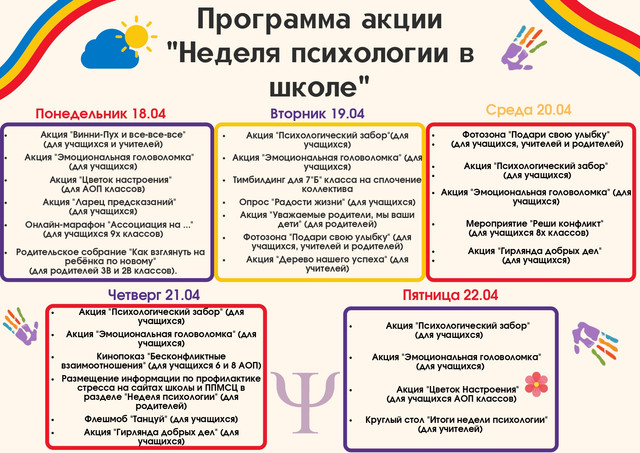 Программа акции
"Неделя психологии в
школе"
Понедельник 18.04
Акция "Винни-Пух и все-все-все"
(для учащихся и учителей)
Акция "Эмоциональная головоломка"
(для учащихся)
Акция "Цветок настроения"
(для АОП классов)
Акция "Ларец предсказаний"
(для учащихся)
Онлайн-марафон "Ассоциация на ..."
(для учащихся 9х классов)
Родительское собрание "Как взглянуть на
ребёнка по новому"
(для родителей 3В и 2В классов).
Вторник 19.04
Акция "Психологический забор"(для
учащихся)
Акция "Эмоциональная головоломка" (для
учащихся)
Тимбилдинг для 7"Б" класса на сплочение
коллектива
Опрос "Радости жизни" (для учащихся)
Акция "Уважаемые родители, мы ваши
дети" (для родителей)
Фотозона "Подари свою улыбку" (для
учащихся, учителей и родителей)
Акция "Дерево нашего успеха" (для
учителей)
Среда 20.04
Фотозона "Подари свою улыбку"
(для учащихся, учителей и родителей)
Акция "Психологический забор"
(для учащихся)
Акция "Эмоциональная головоломка" (для
учащихся)
Мероприятие "Реши конфликт"
(для учащихся 8х классов)
Акция "Гирлянда добрых дел"
(для учащихся)
Четверг 21.04
Акция "Психологический забор" (для
учащихся)
Акция "Эмоциональная головоломка" (для
учащихся)
Кинопоказ "Бесконфликтные
взаимоотношения" (для учащихся 6 и 8 АОП)
Размещение информации по профилактике
стресса на сайтах школы и ППМСЦ в
разделе "Неделя психологии" (для
родителей)
Флешмоб "Танцуй" (для учащихся)
Акция "Гирлянда добрых дел" (для
учащихся)
Пятница 22.04
Акция "Психологический забор"
(для учащихся)
Акция "Эмоциональная головоломка"
(для учащихся)
Акция "Цветок Настроения"
(для учащихся АОП классов)
Круглый стол "Итоги недели психологии"
(для учителей)